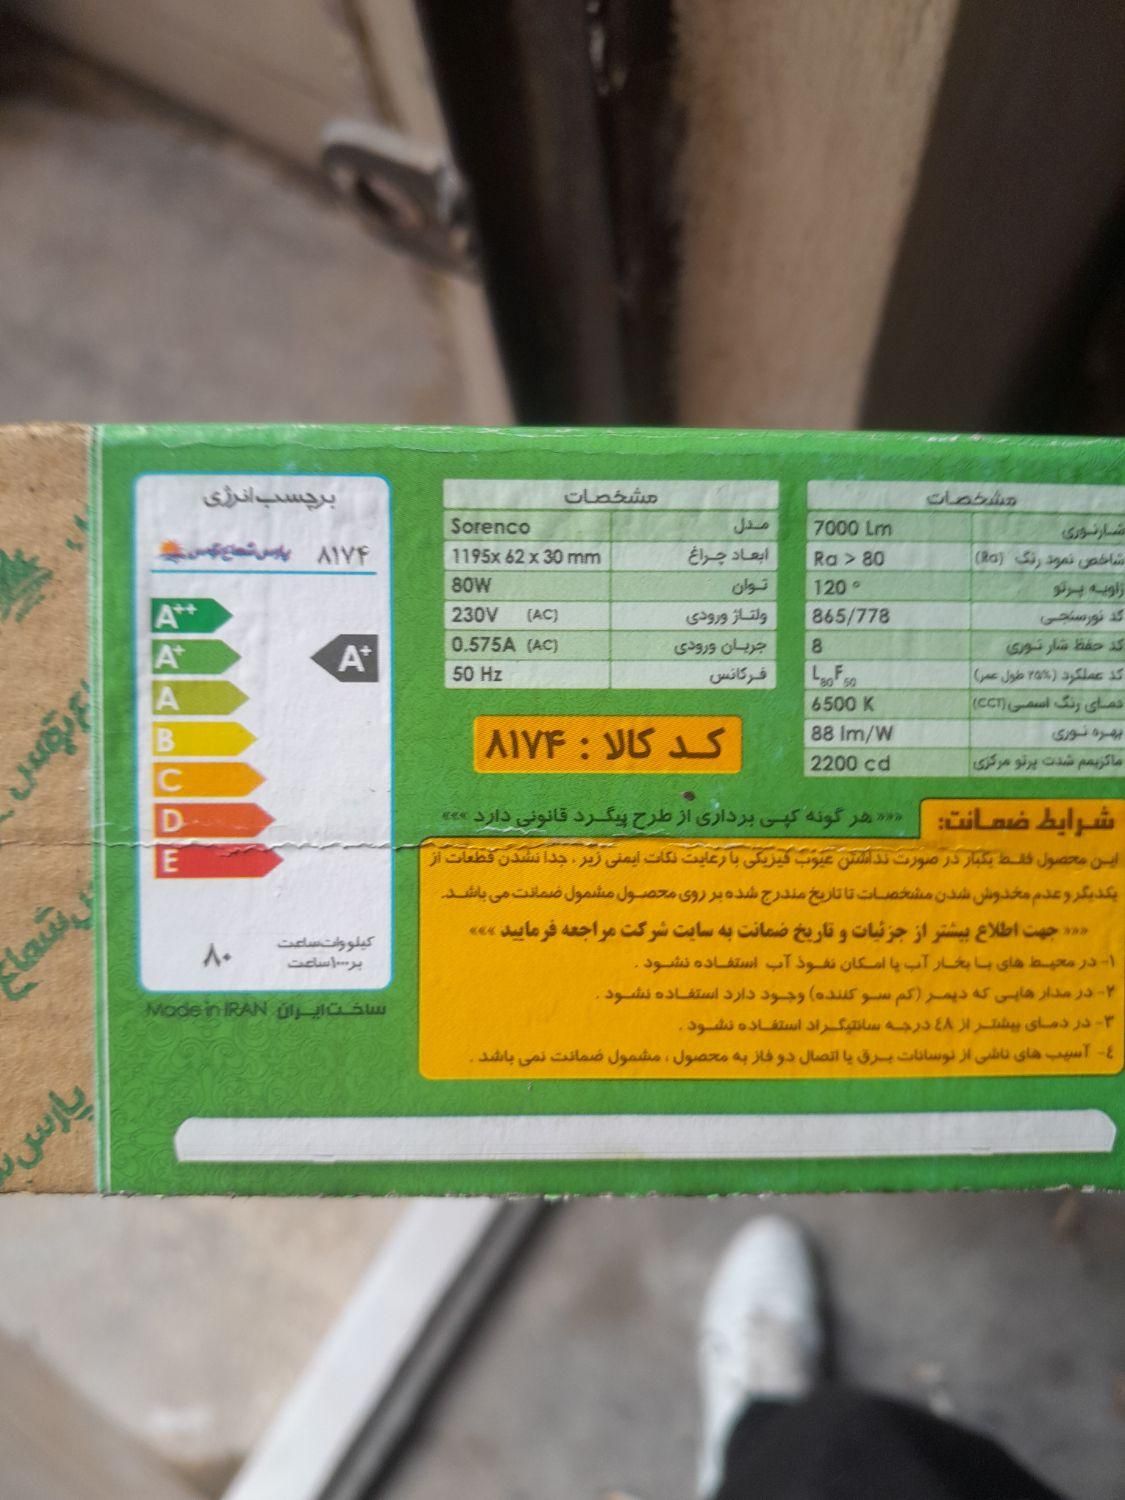 برچسب انرژی
پارس شعاع توس ۸۱۷۴
A++
A+
A+
A
B
C
D
E
۸۰ کیلووات‌ساعت
بر ۱۰۰۰ ساعت
ساخت ایران Made in IRAN
مشخصات
مدل Sorenco
ابعاد چراغ 1195x 62 x 30 mm
توان 80W
ولتاژ ورودی 230V (AC)
جریان ورودی 0.575A (AC)
فرکانس 50 Hz
کد کالا : ۸۱۷۴
مشخصات
شارنوری 7000 Lm
شاخص نمود رنگ (Ra) Ra > 80
زاویه پرتو 120 °
کد نورسنجی 865/778
کد حفظ شار نوری 8
کد عملکرد (۲۵% طول عمر) L80F50
دمای رنگ اسمی (CCT) 6500 K
بهره نوری 88 lm/W
ماکزیمم شدت پرتو مرکزی 2200 cd
««« هر گونه کپی برداری از طرح پیگرد قانونی دارد »»»
شرایط ضمانت:
این محصول فقط یکبار در صورت نداشتن عیوب فیزیکی با رعایت نکات ایمنی زیر ، جدا نشدن قطعات از
یکدیگر و عدم مخدوش شدن مشخصات تا تاریخ مندرج شده بر روی محصول مشمول ضمانت می باشد.
««« جهت اطلاع بیشتر از جزئیات و تاریخ ضمانت به سایت شرکت مراجعه فرمایید »»»
۱- در محیط های با بخار آب یا امکان نفوذ آب استفاده نشود .
۲- در مدار هایی که دیمر (کم سو کننده) وجود دارد استفاده نشود .
۳- در دمای بیشتر از ٤٨ درجه سانتیگراد استفاده نشود .
٤- آسیب های ناشی از نوسانات برق یا اتصال دو فاز به محصول ، مشمول ضمانت نمی باشد .